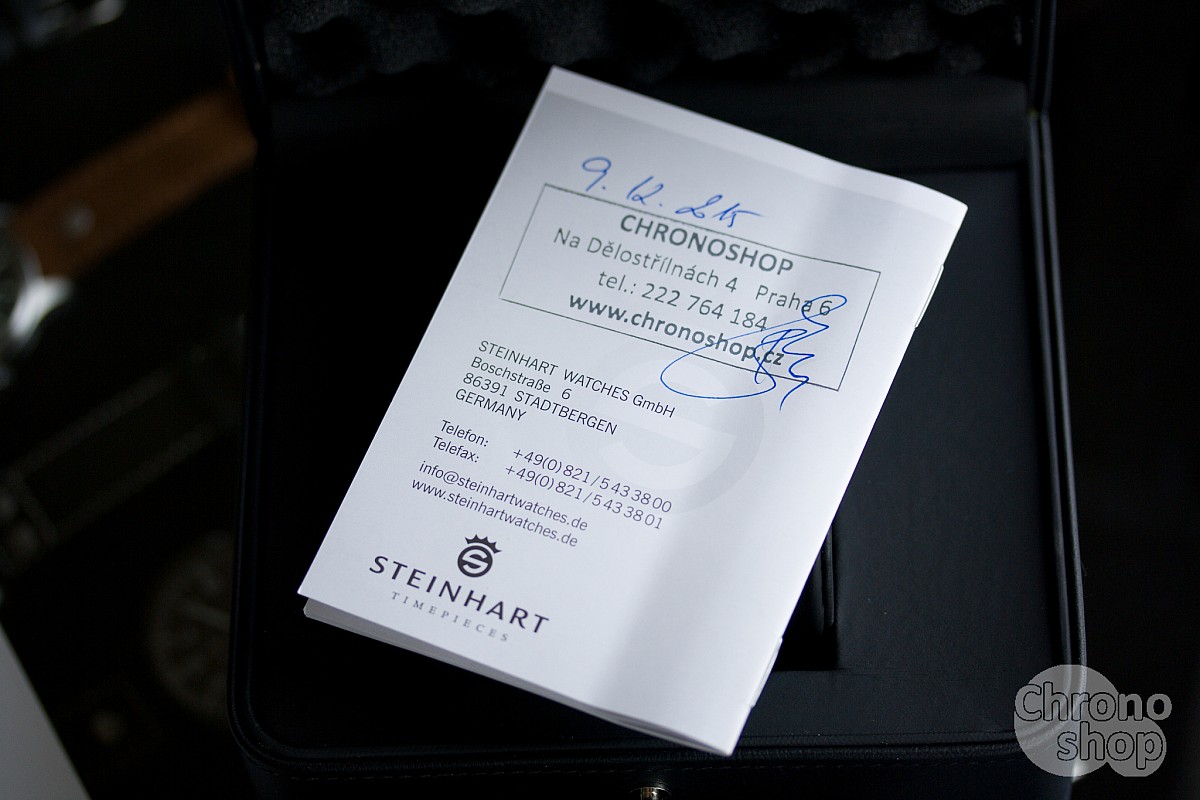 9. 12. 2015
CHRONOSHOP
Na Dělostřílnách 4 Praha 6
tel.: 222 764 184
www.chronoshop.cz
STEINHART WATCHES GmbH
Boschstraße 6
86391 STADTBERGEN
GERMANY
Telefon: +49(0)821/5433800
Telefax: +49(0)821/5433801
info@steinhartwatches.de
www.steinhartwatches.de
STEINHART
TIMEPIECES
Chrono
shop